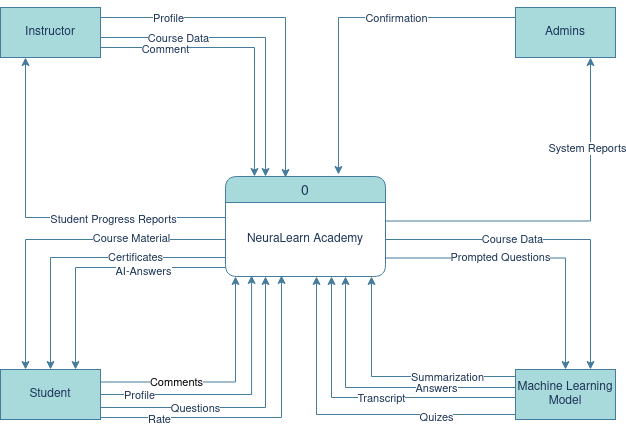 Instructor
Profile
Course Data
Comment
Confirmation
Admins
System Reports
0
NeuraLearn Academy
Student Progress Reports
Course Material
Certificates
AI-Answers
Course Data
Prompted Questions
Student
Comments
Profile
Questions
Rate
Summarization
Answers
Transcript
Quizes
Machine Learning
Model